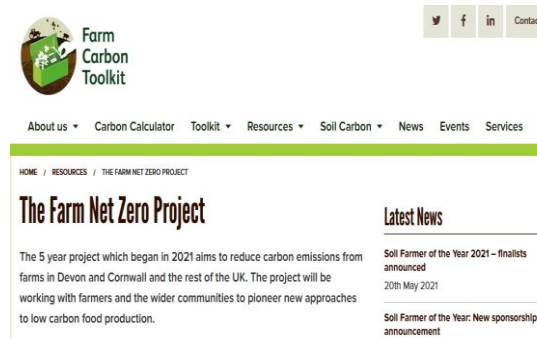 Farm
Carbon
Toolkit
About us
Carbon Calculator
Toolkit
Resources
Soil Carbon
News
Events
Services
HOME / RESOURCES / THE FARM NET ZERO PROJECT
The Farm Net Zero Project
The 5 year project which began in 2021 aims to reduce carbon emissions from
farms in Devon and Cornwall and the rest of the UK. The project will be
working with farmers and the wider communities to pioneer new approaches
to low carbon food production.
Latest News
Soil Farmer of the Year 2021 – finalists
announced
20th May 2021
Soil Farmer of the Year: New sponsorship
announcement